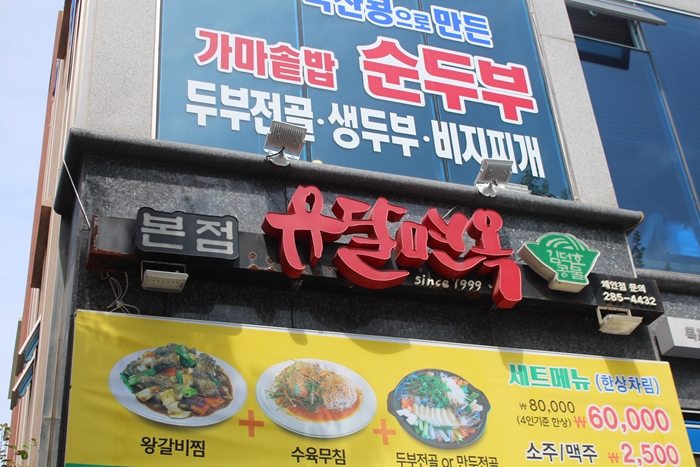 으로 만든
가마솥밥 순두부
두부전골·생두부·비지찌개
본점 유달면옥
since 1999
김덕호
콩물
체인점 문의
285-4432
세트메뉴 (한상차림)
₩80,000
(4인기준 한상) ₩60,000
소주/맥주 ₩2,500
왕갈비찜 + 수육무침 + 두부전골 or 만두전골